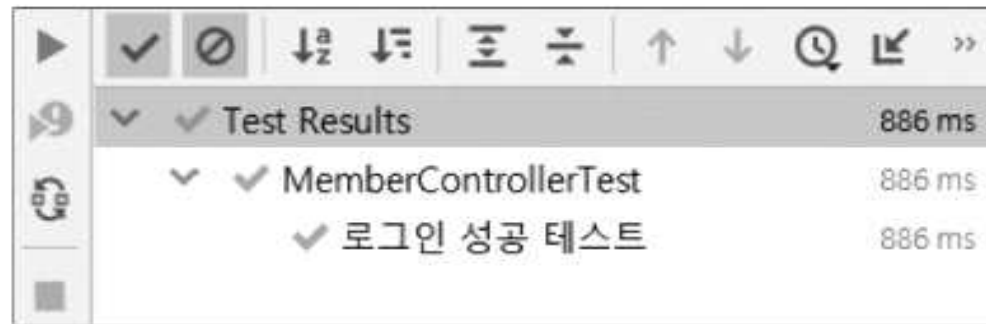 Test Results 886 ms
MemberControllerTest 886 ms
로그인 성공 테스트 886 ms